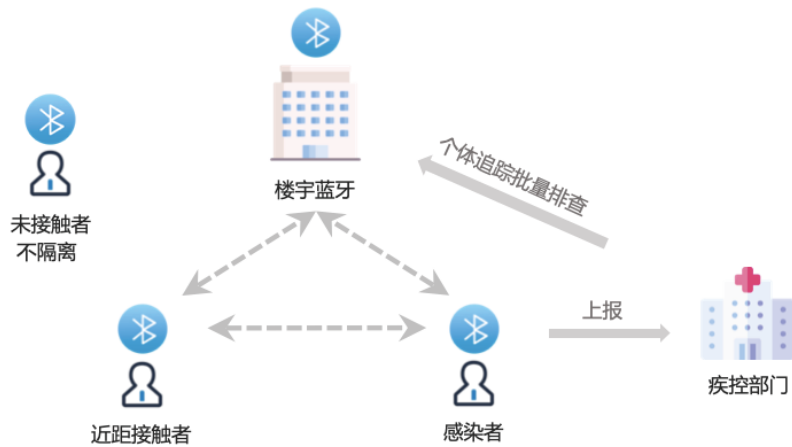 个体追踪批量排查
楼宇蓝牙
未接触者
不隔离
上报
疾控部门
近距接触者
感染者